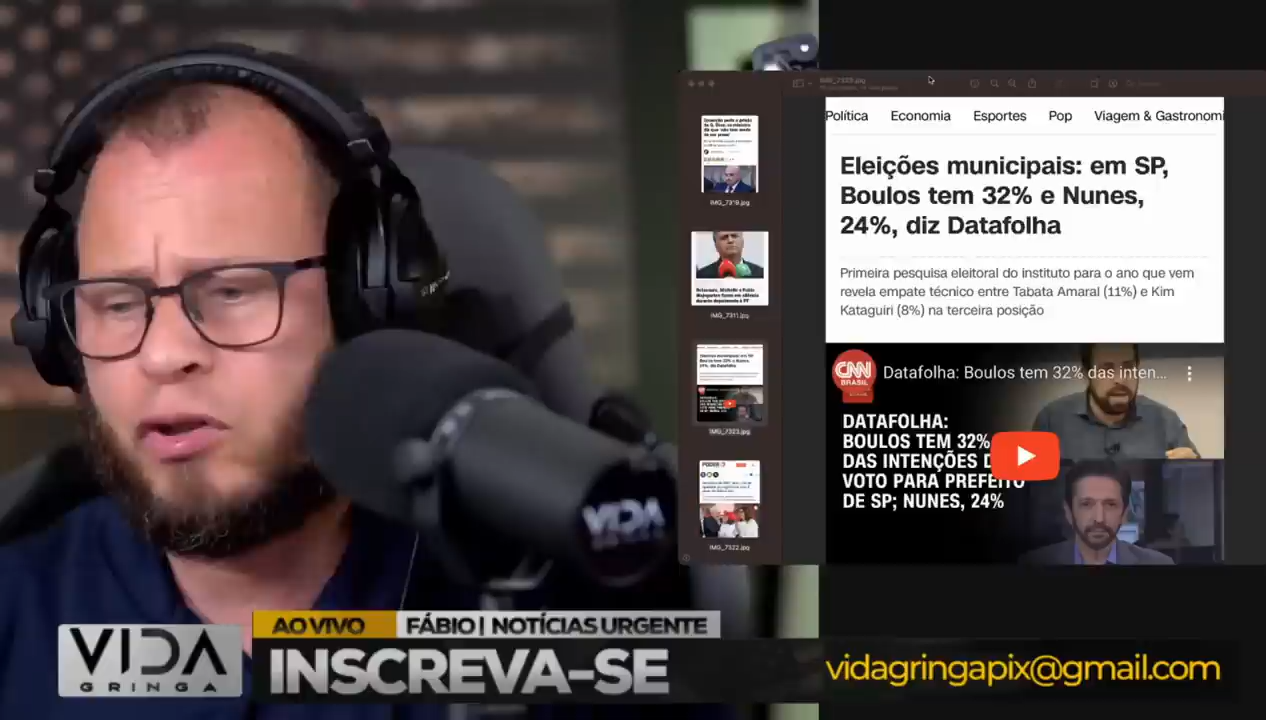 Política Economia Esportes Pop Viagem & Gastronomi
Eleições municipais: em SP,
Boulos tem 32% e Nunes,
24%, diz Datafolha
Primeira pesquisa eleitoral do instituto para o ano que vem
revela empate técnico entre Tabata Amaral (11%) e Kim
Kataguiri (8%) na terceira posição
CNN
BRASIL
Datafolha: Boulos tem 32% das inten...
DATAFOLHA:
BOULOS TEM 32%
DAS INTENÇÕES D
VOTO PARA PREFEITO
DE SP; NUNES, 24%
IMG_7319.jpg
IMG_7311.jpg
IMG_7323.jpg
PODER
IMG_7322.jpg
VIDA
VIDA
GRINGA
AO VIVO
FÁBIO| NOTÍCIAS URGENTE
INSCREVA-SE
vidagringapix@gmail.com